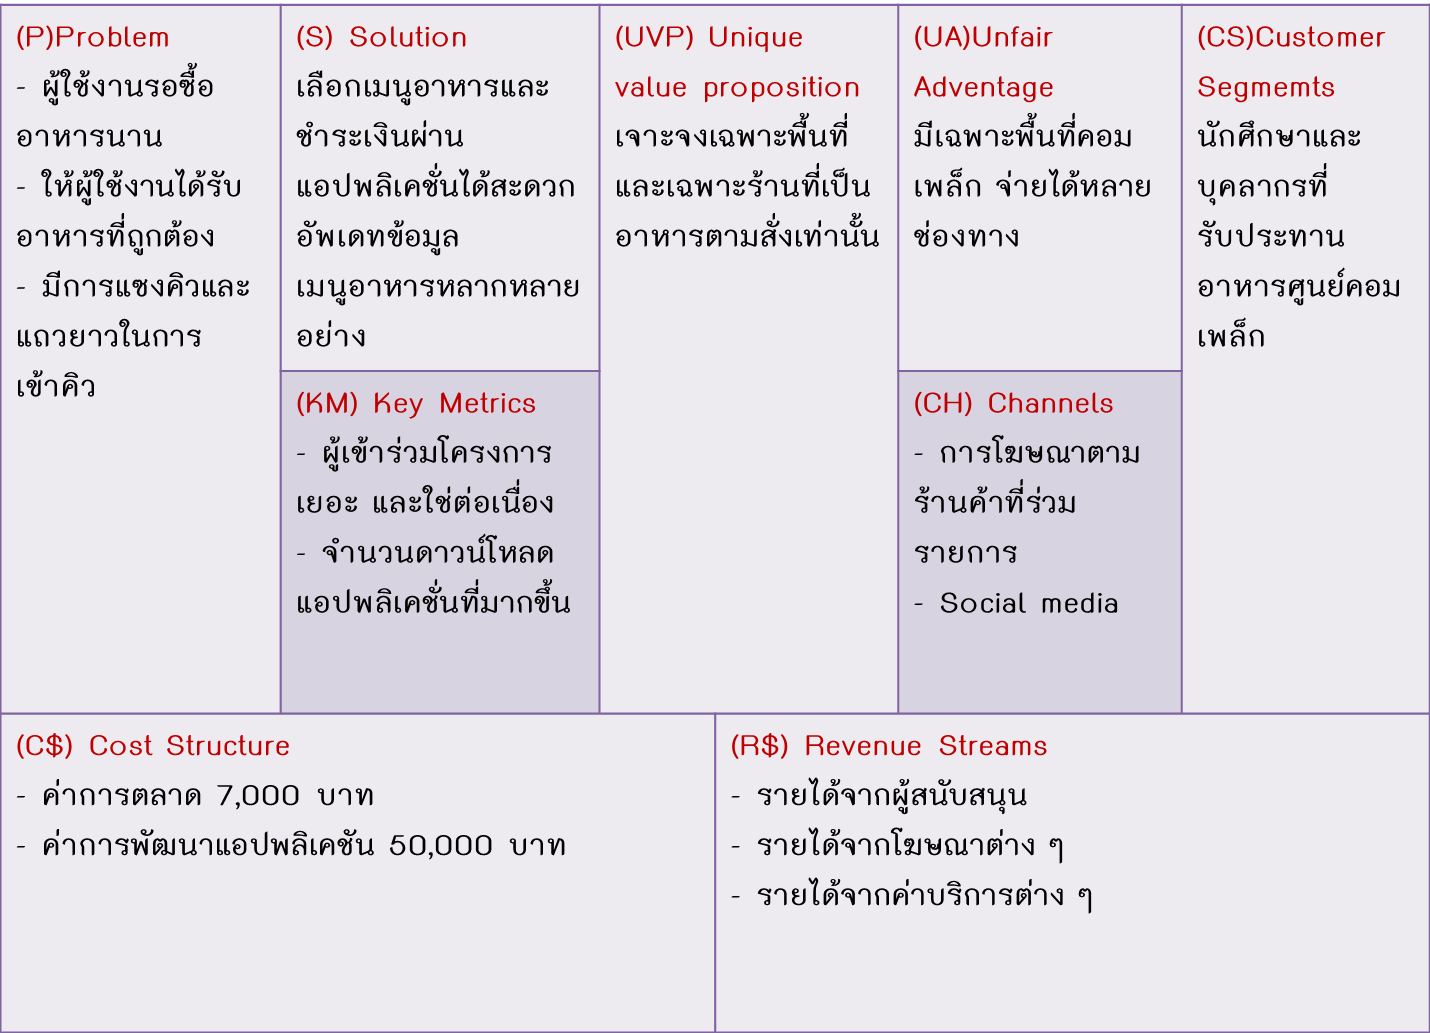 (P)Problem
- ผู้ใช้งานรอซื้อ
อาหารนาน
- ให้ผู้ใช้งานได้รับ
อาหารที่ถูกต้อง
- มีการแซงคิวและ
แถวยาวในการ
เข้าคิว
(S) Solution
เลือกเมนูอาหารและ
ชำระเงินผ่าน
แอปพลิเคชั่นได้สะดวก
อัพเดทข้อมูล
เมนูอาหารหลากหลาย
อย่าง
(KM) Key Metrics
- ผู้เข้าร่วมโครงการ
เยอะ และใช่ต่อเนื่อง
- จำนวนดาวน์โหลด
แอปพลิเคชั่นที่มากขึ้น
(UVP) Unique
value proposition
เจาะจงเฉพาะพื้นที่
และเฉพาะร้านที่เป็น
อาหารตามสั่งเท่านั้น
(UA)Unfair
Adventage
มีเฉพาะพื้นที่คอม
เพล็ก จ่ายได้หลาย
ช่องทาง
(CH) Channels
- การโฆษณาตาม
ร้านค้าที่ร่วม
รายการ
- Social media
(CS)Customer
Segmemts
นักศึกษาและ
บุคลากรที่
รับประทาน
อาหารศูนย์คอม
เพล็ก
(C$) Cost Structure
- ค่าการตลาด 7,000 บาท
- ค่าการพัฒนาแอปพลิเคชัน 50,000 บาท
(R$) Revenue Streams
- รายได้จากผู้สนับสนุน
- รายได้จากโฆษณาต่าง ๆ
- รายได้จากค่าบริการต่าง ๆ